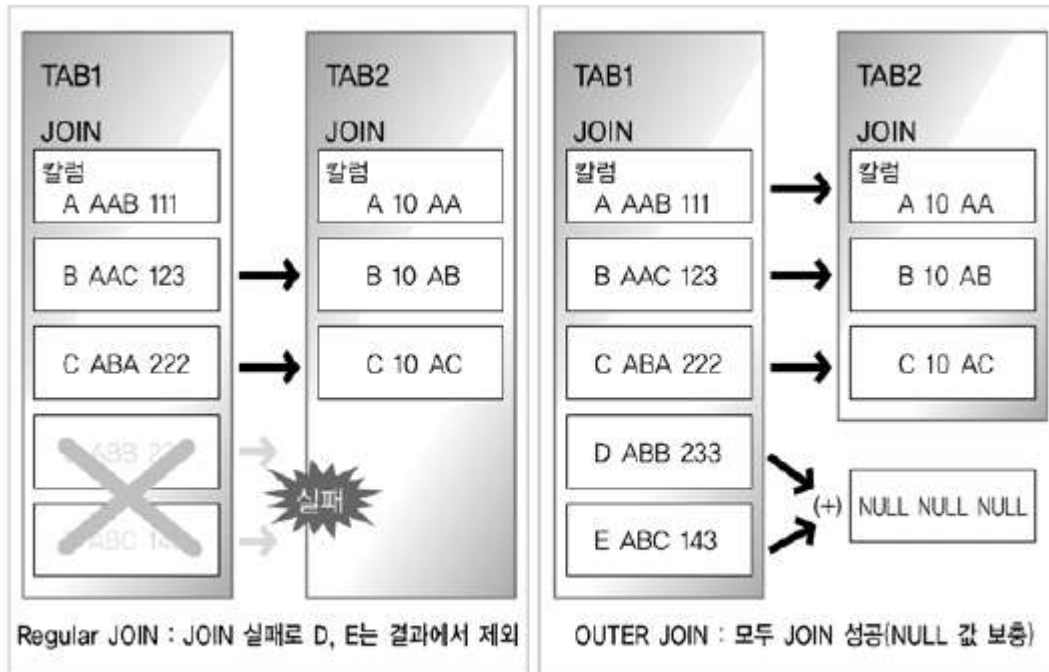 TAB1
JOIN
칼럼
A AAB 111
B AAC 123
C ABA 222
ABB
ABC
TAB2
JOIN
칼럼
A 10 AA
B 10 AB
C 10 AC
실패
Regular JOIN : JOIN 실패로 D, E는 결과에서 제외
TAB1
JOIN
칼럼
A AAB 111
B AAC 123
C ABA 222
D ABB 233
E ABC 143
TAB2
JOIN
칼럼
A 10 AA
B 10 AB
C 10 AC
(+)
NULL NULL NULL
OUTER JOIN : 모두 JOIN 성공(NULL 값 보충)